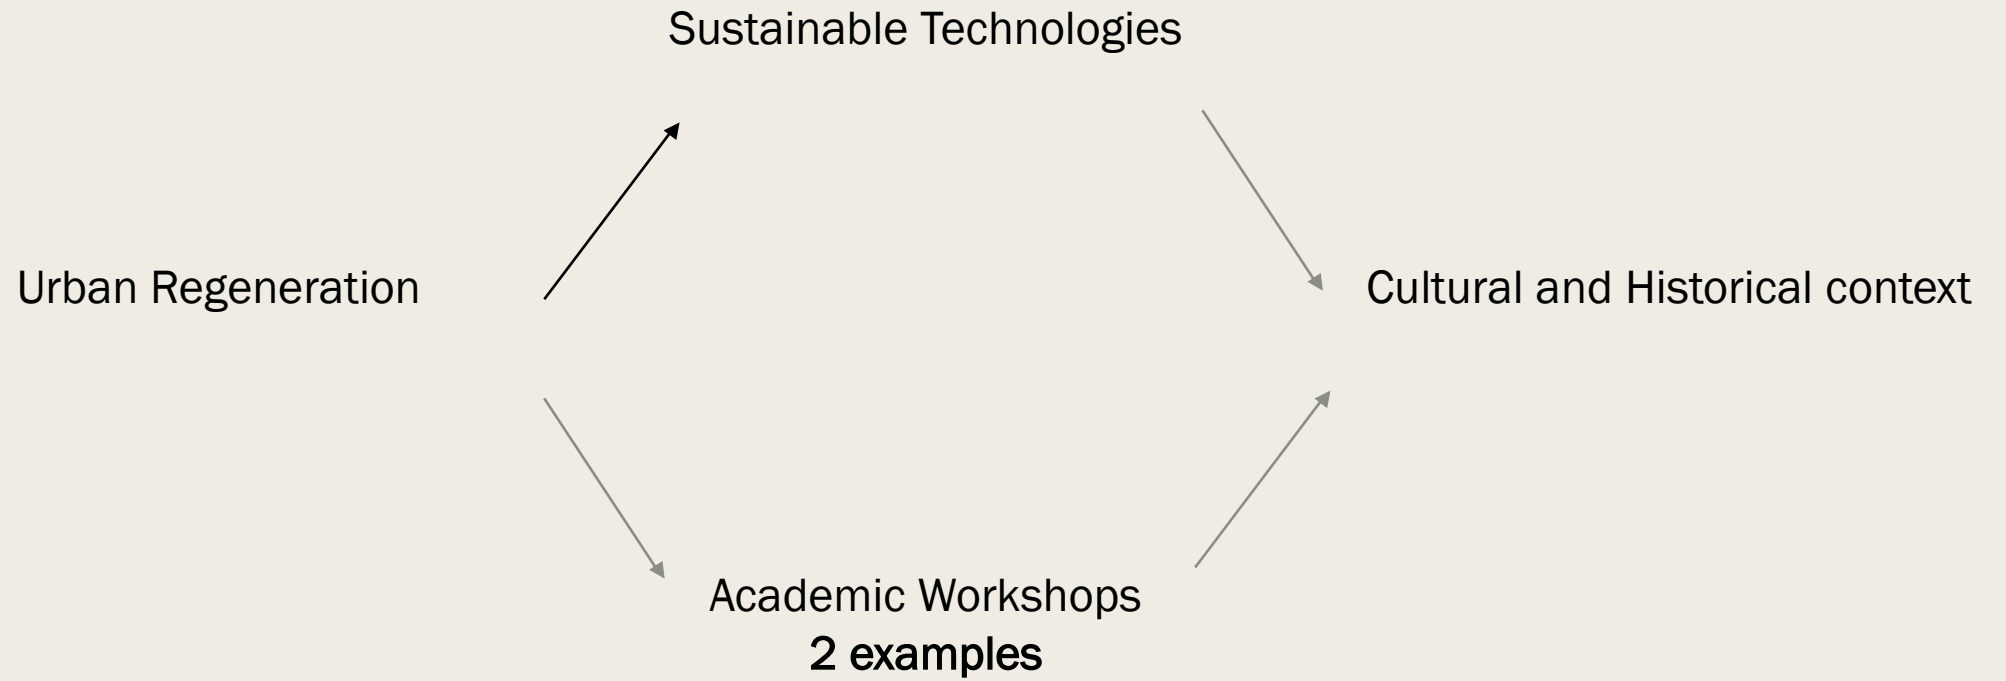 Sustainable Technologies
Urban Regeneration
Cultural and Historical context
Academic Workshops
2 examples